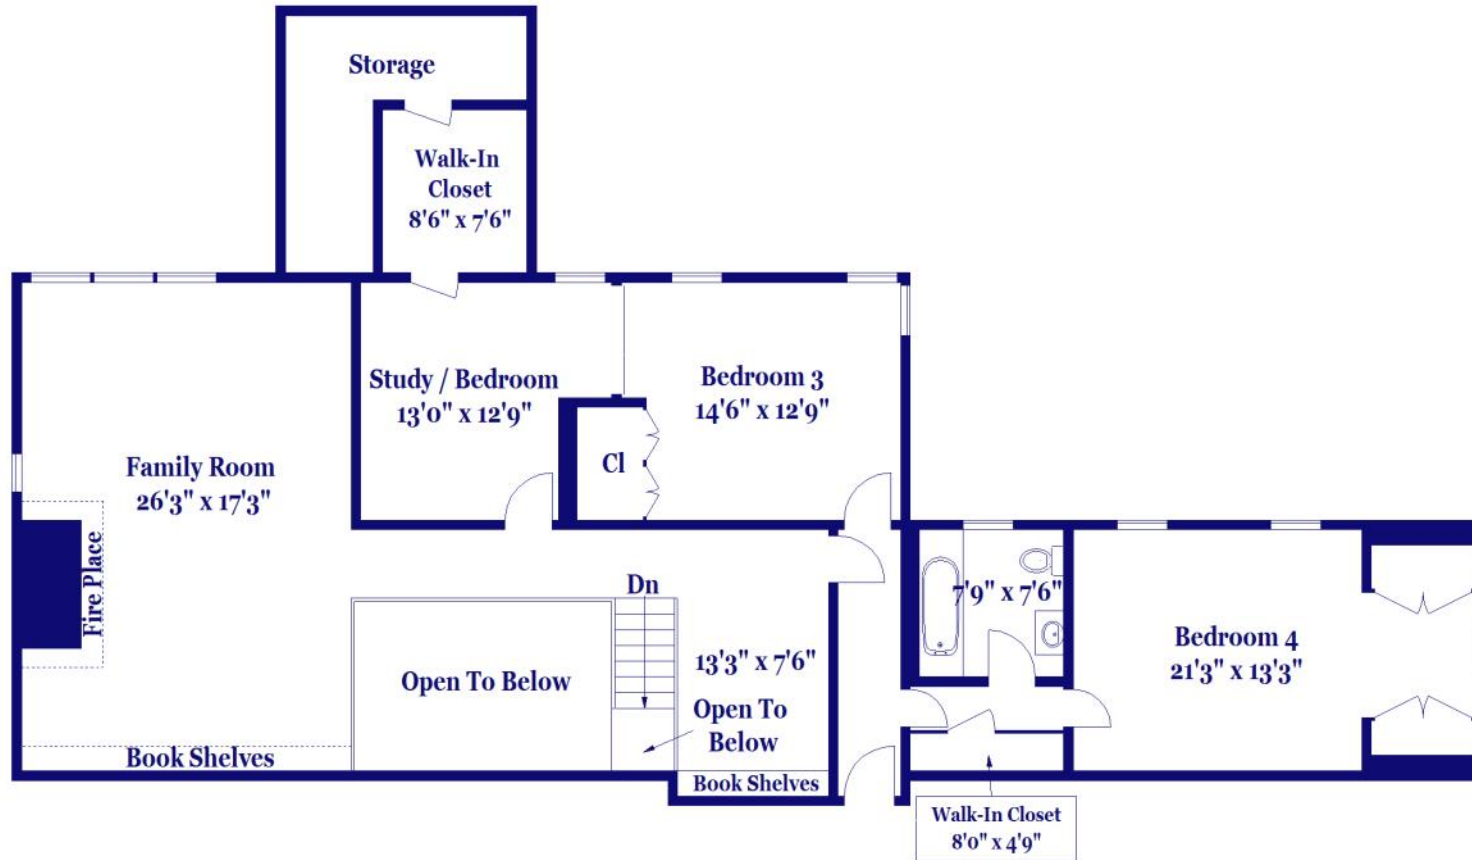 Storage
Walk-In
Closet
8'6" x 7'6"
Study / Bedroom
13'0" x 12'9"
Bedroom 3
14'6" x 12'9"
Cl
Family Room
26'3" x 17'3"
Fire Place
Dn
7'9" x 7'6"
Bedroom 4
21'3" x 13'3"
13'3" x 7'6"
Open To Below
Open To
Below
Book Shelves
Book Shelves
Walk-In Closet
8'0" x 4'9"